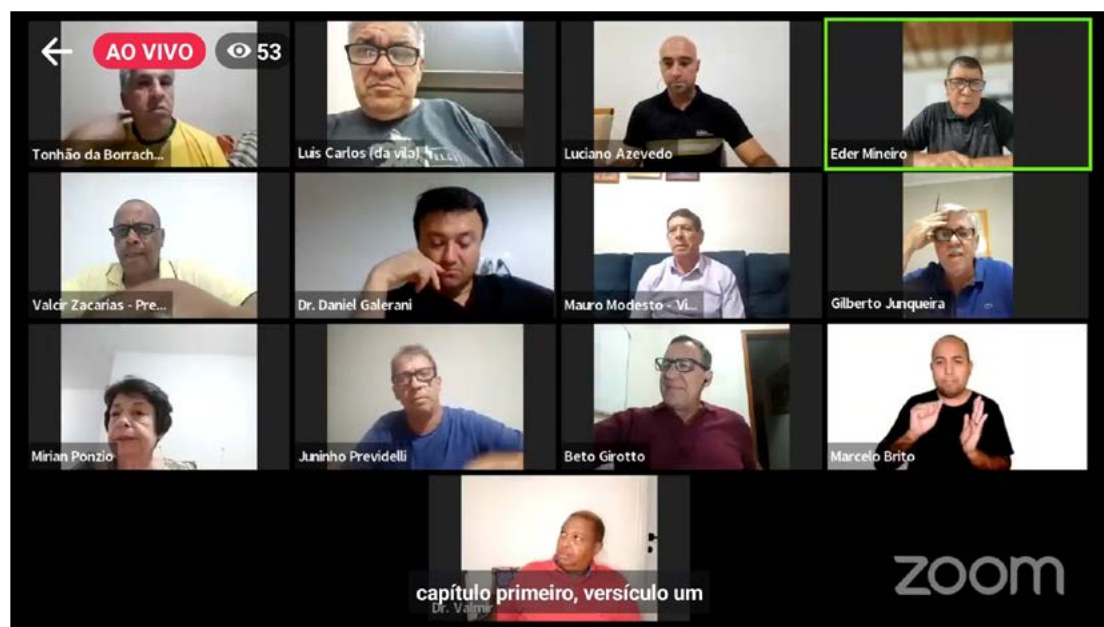 AO VIVO 53
Tonhão da Borrach...
Luis Carlos (da vila)
Luciano Azevedo
Eder Mineiro
Valcir Zacarias - Pre...
Dr. Daniel Galerani
Mauro Modesto - Vi...
Gilberto Junqueira
Mirian Ponzio
Juninho Previdelli
Beto Girotto
Marcelo Brito
zoom
capítulo primeiro, versículo um
Dr. Valmir